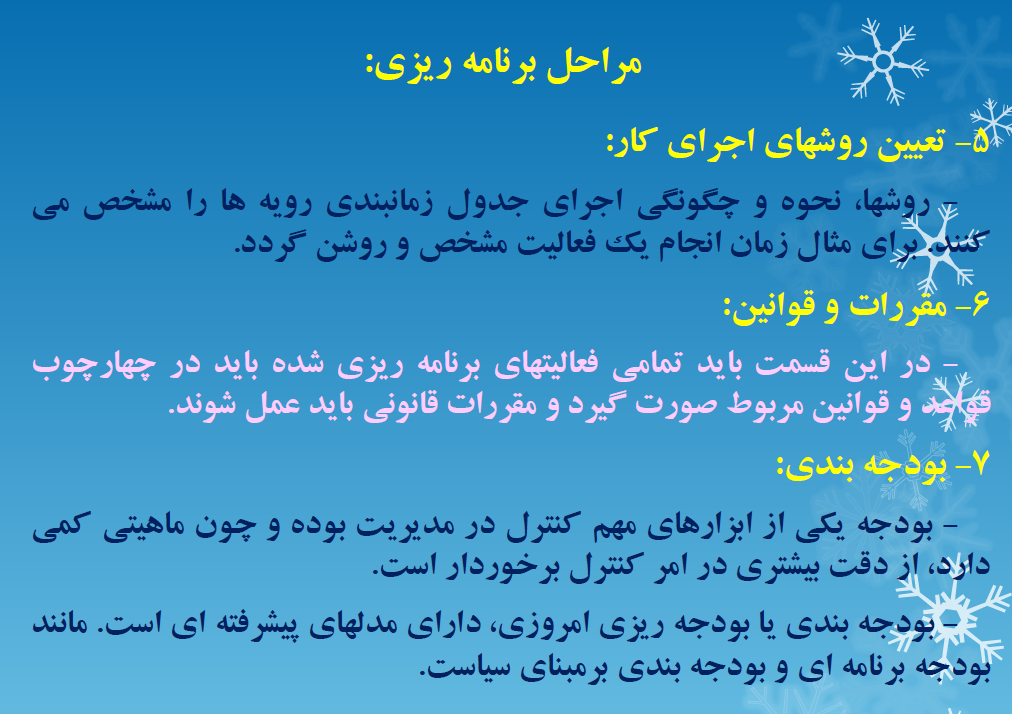 مراحل برنامه ریزی:
۵- تعیین روشهای اجرای کار:
- روشها، نحوه و چگونگی اجرای جدول زمانبندی رویه ها را مشخص می
کنند. برای مثال زمان انجام یک فعالیت مشخص و روشن گردد.
۶- مقررات و قوانین:
- در این قسمت باید تمامی فعالیتهای برنامه ریزی شده باید در چهارچوب
قواعد و قوانین مربوط صورت گیرد و مقررات قانونی باید عمل شوند.
۷- بودجه بندی:
- بودجه یکی از ابزارهای مهم کنترل در مدیریت بوده و چون ماهیتی کمی
دارد، از دقت بیشتری در امر کنترل برخوردار است.
- بودجه بندی یا بودجه ریزی امروزی، دارای مدلهای پیشرفته ای است. مانند
بودجه برنامه ای و بودجه بندی برمبنای سیاست.